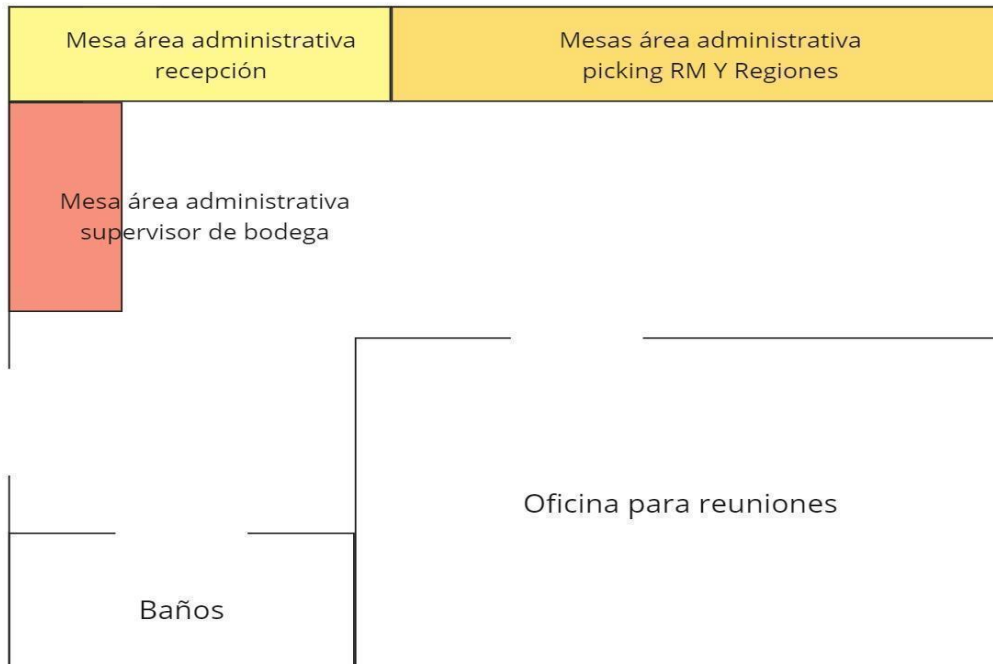 Mesa área administrativa
recepción
Mesas área administrativa
picking RM Y Regiones
Mesa área administrativa
supervisor de bodega
Oficina para reuniones
Baños